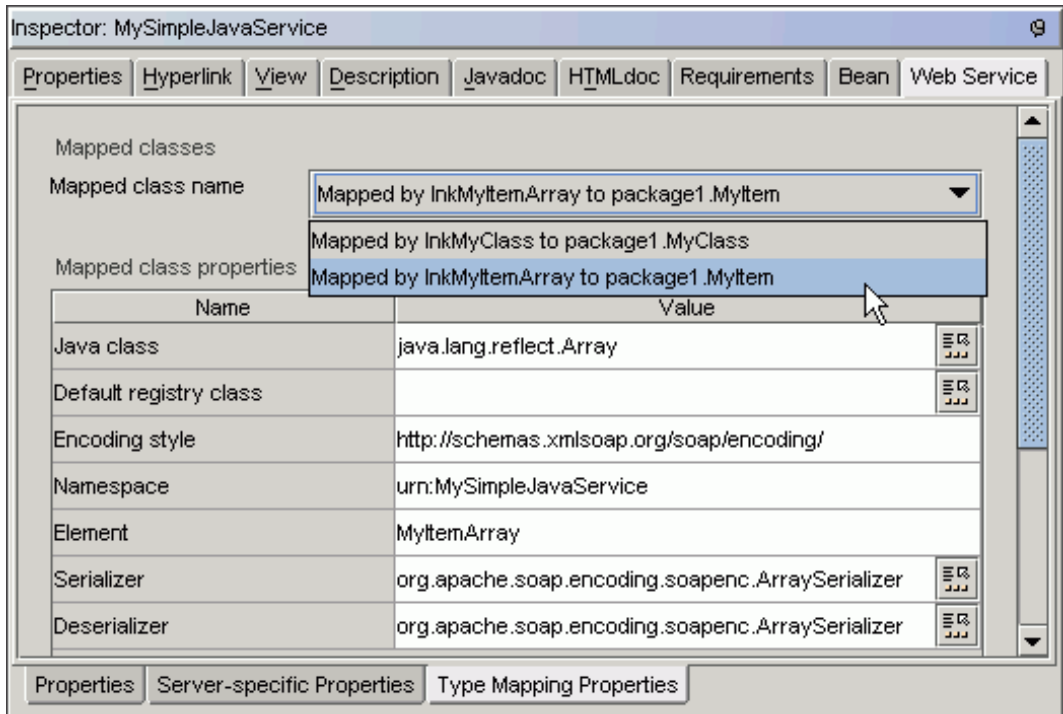 Inspector: MySimpleJavaService
Properties Hyperlink View Description Javadoc HTMLdoc Requirements Bean Web Service
Mapped classes
Mapped class name Mapped by lnkMyItemArray to package1.MyItem
Mapped by lnkMyClass to package1.MyClass
Mapped class properties Mapped by lnkMyItemArray to package1.MyItem
Name Value
Java class java.lang.reflect.Array
Default registry class
Encoding style http://schemas.xmlsoap.org/soap/encoding/
Namespace urn:MySimpleJavaService
Element MyItemArray
Serializer org.apache.soap.encoding.soapenc.ArraySerializer
Deserializer org.apache.soap.encoding.soapenc.ArraySerializer
Properties Server-specific Properties Type Mapping Properties